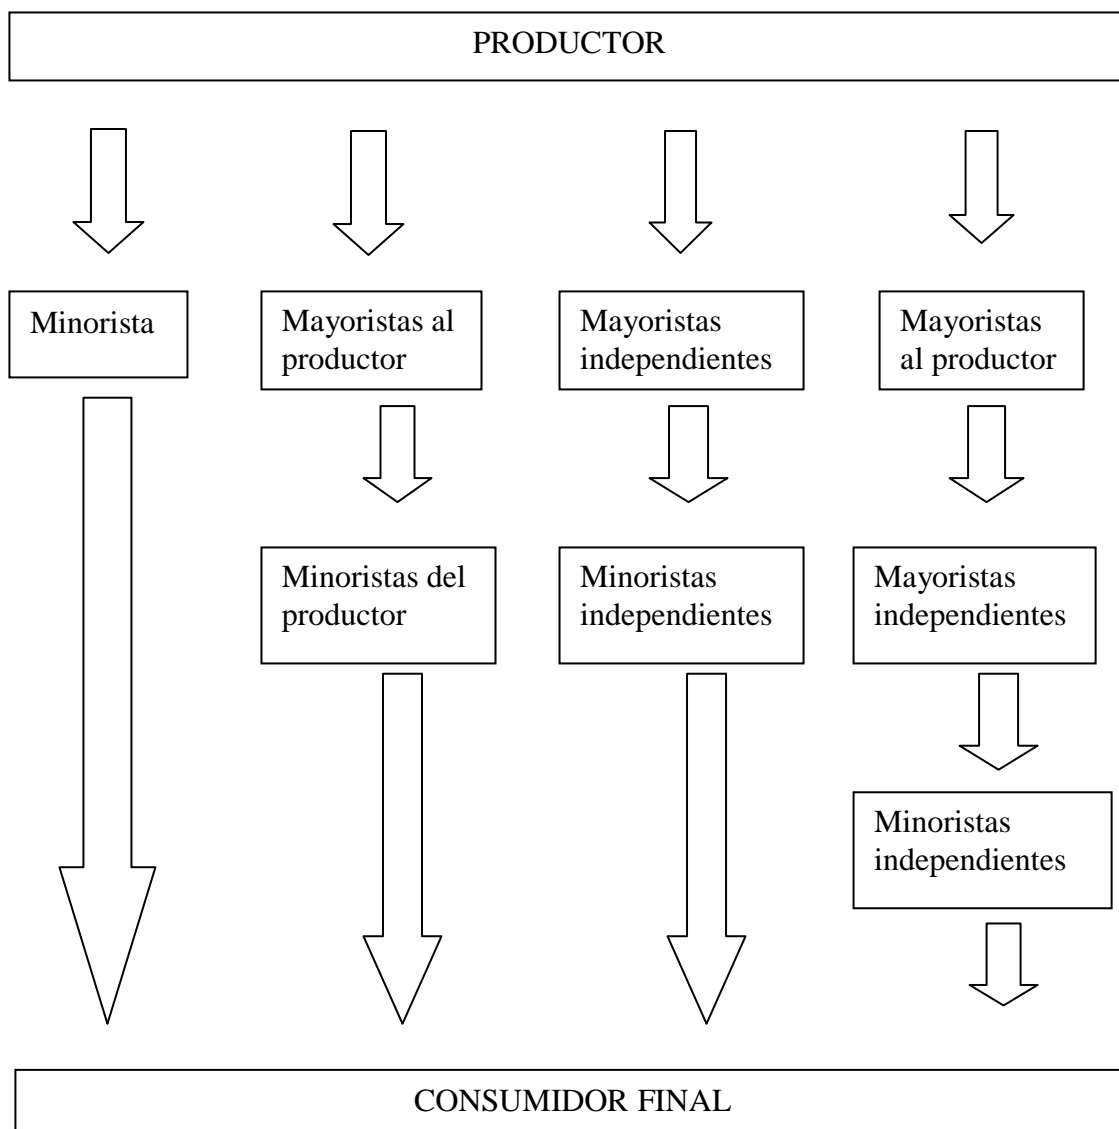 PRODUCTOR
Minorista
Mayoristas al
productor
Mayoristas
independientes
Mayoristas
al productor
Minoristas del
productor
Minoristas
independientes
Mayoristas
independientes
Minoristas
independientes
CONSUMIDOR FINAL